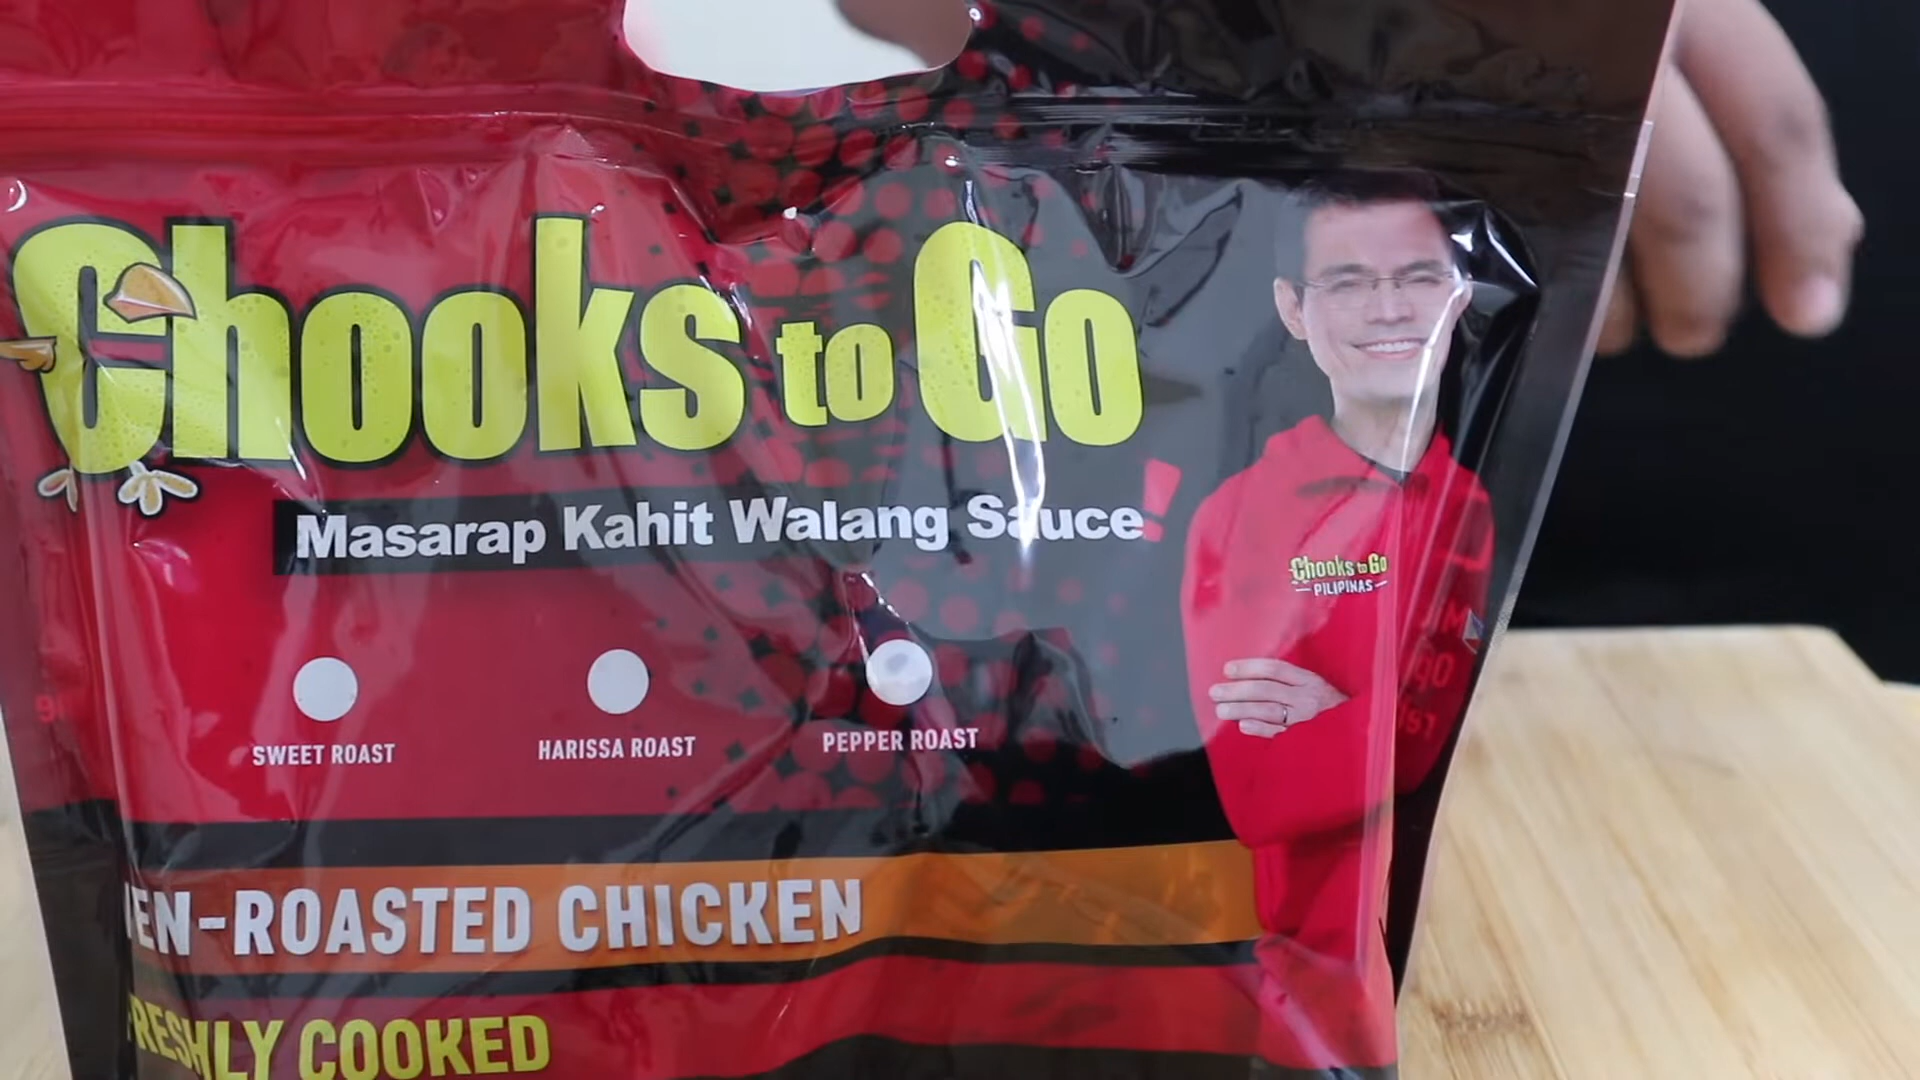 Chooks to Go
Masarap Kahit Walang Sauce!
Chooks to Go
PILIPINAS
SWEET ROAST
HARISSA ROAST
PEPPER ROAST
EN-ROASTED CHICKEN
RESHLY COOKED